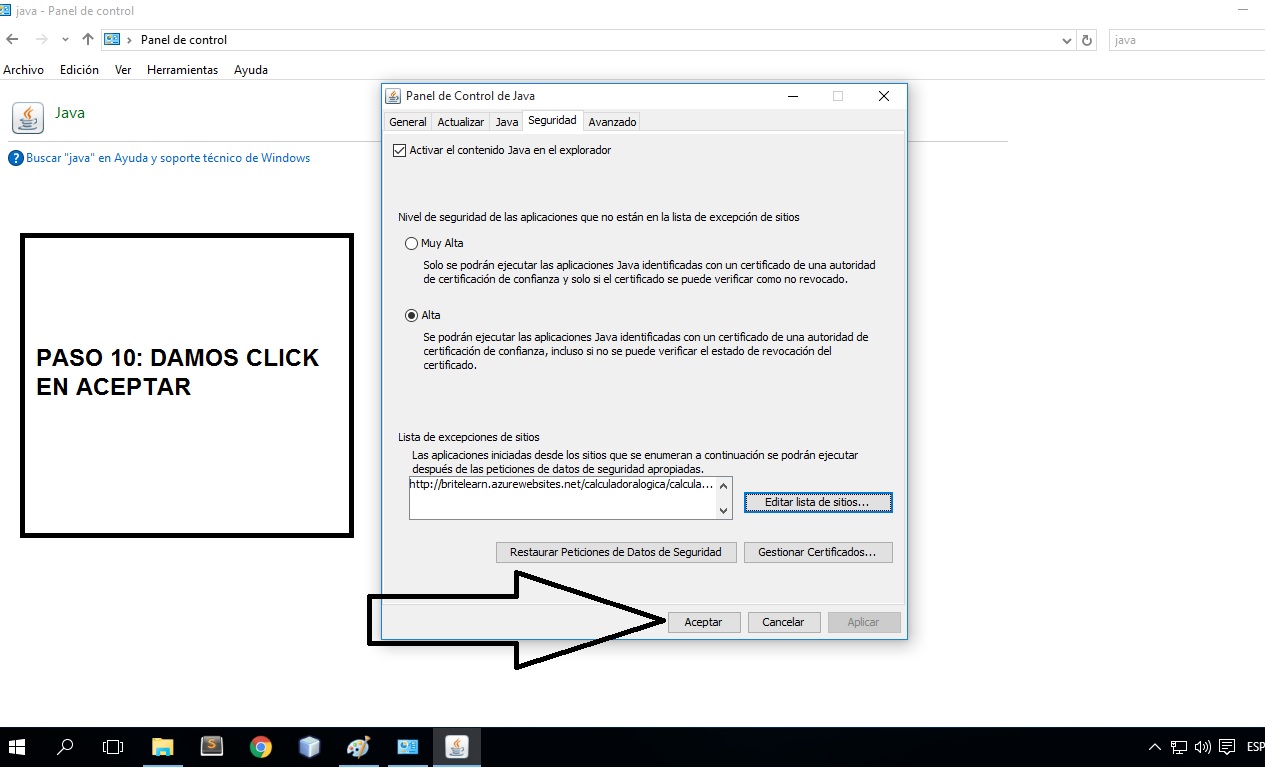 java - Panel de control
Panel de control
java
Archivo Edición Ver Herramientas Ayuda
Java
Buscar "java" en Ayuda y soporte técnico de Windows
PASO 10: DAMOS CLICK
EN ACEPTAR
Panel de Control de Java
General Actualizar Java Seguridad Avanzado
Activar el contenido Java en el explorador
Nivel de seguridad de las aplicaciones que no están en la lista de excepción de sitios
Muy Alta
Solo se podrán ejecutar las aplicaciones Java identificadas con un certificado de una autoridad
de certificación de confianza y solo si el certificado se puede verificar como no revocado.
Alta
Se podrán ejecutar las aplicaciones Java identificadas con un certificado de una autoridad de
certificación de confianza, incluso si no se puede verificar el estado de revocación del
certificado.
Lista de excepciones de sitios
Las aplicaciones iniciadas desde los sitios que se enumeran a continuación se podrán ejecutar
después de las peticiones de datos de seguridad apropiadas.
http://britelearn.azurewebsites.net/calculadoralogica/calcula...
Editar lista de sitios...
Restaurar Peticiones de Datos de Seguridad Gestionar Certificados...
Aceptar Cancelar Aplicar
ESP